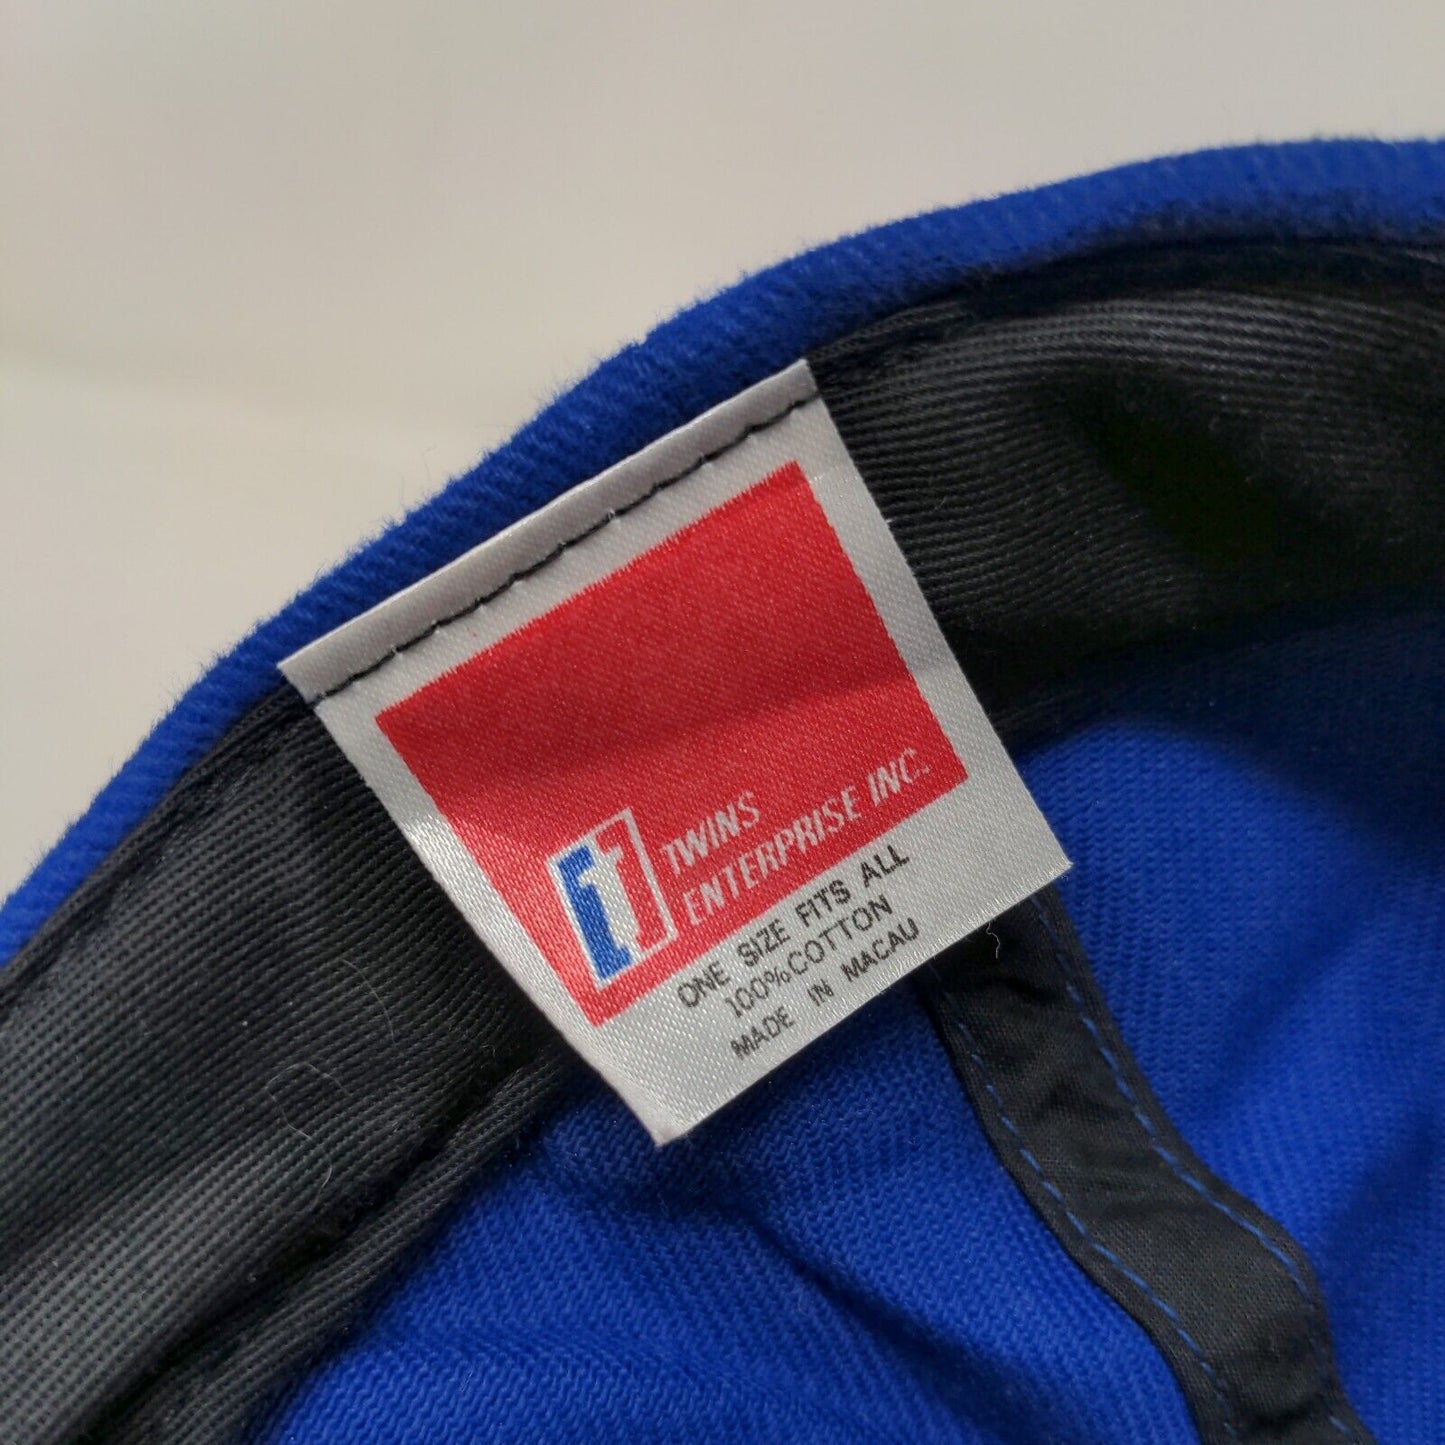 TWINS
ENTERPRISE INC.
ONE SIZE FITS ALL
100% COTTON
MADE IN MACAU